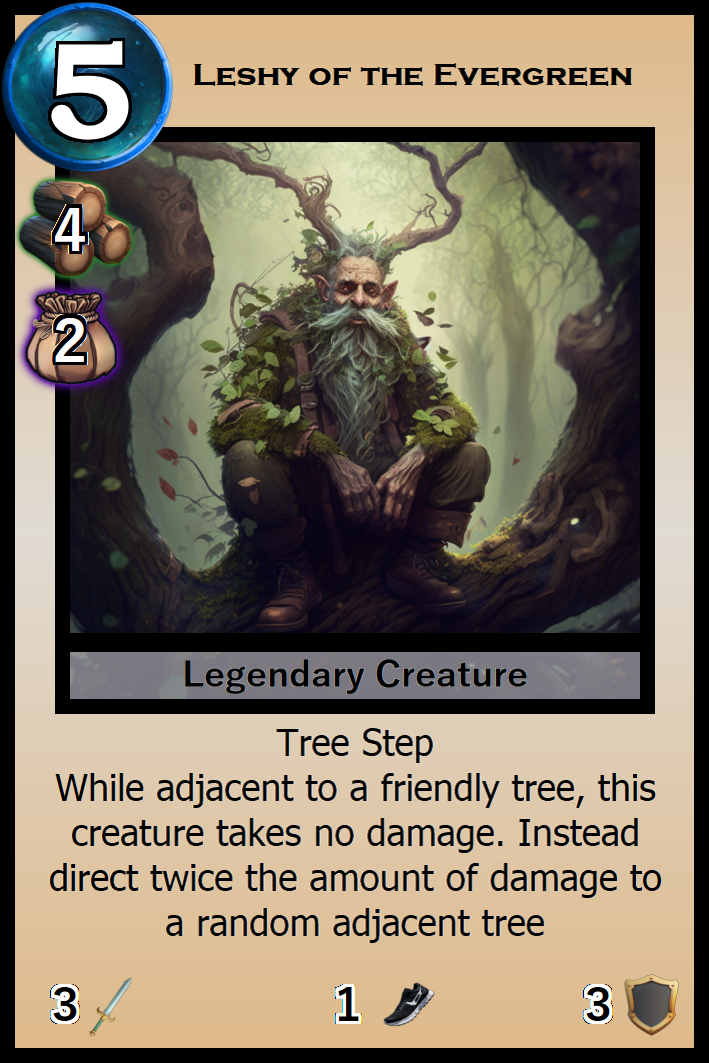 5
Leshy of the Evergreen
4
2
Legendary Creature
Tree Step
While adjacent to a friendly tree, this
creature takes no damage. Instead
direct twice the amount of damage to
a random adjacent tree
3 1 3